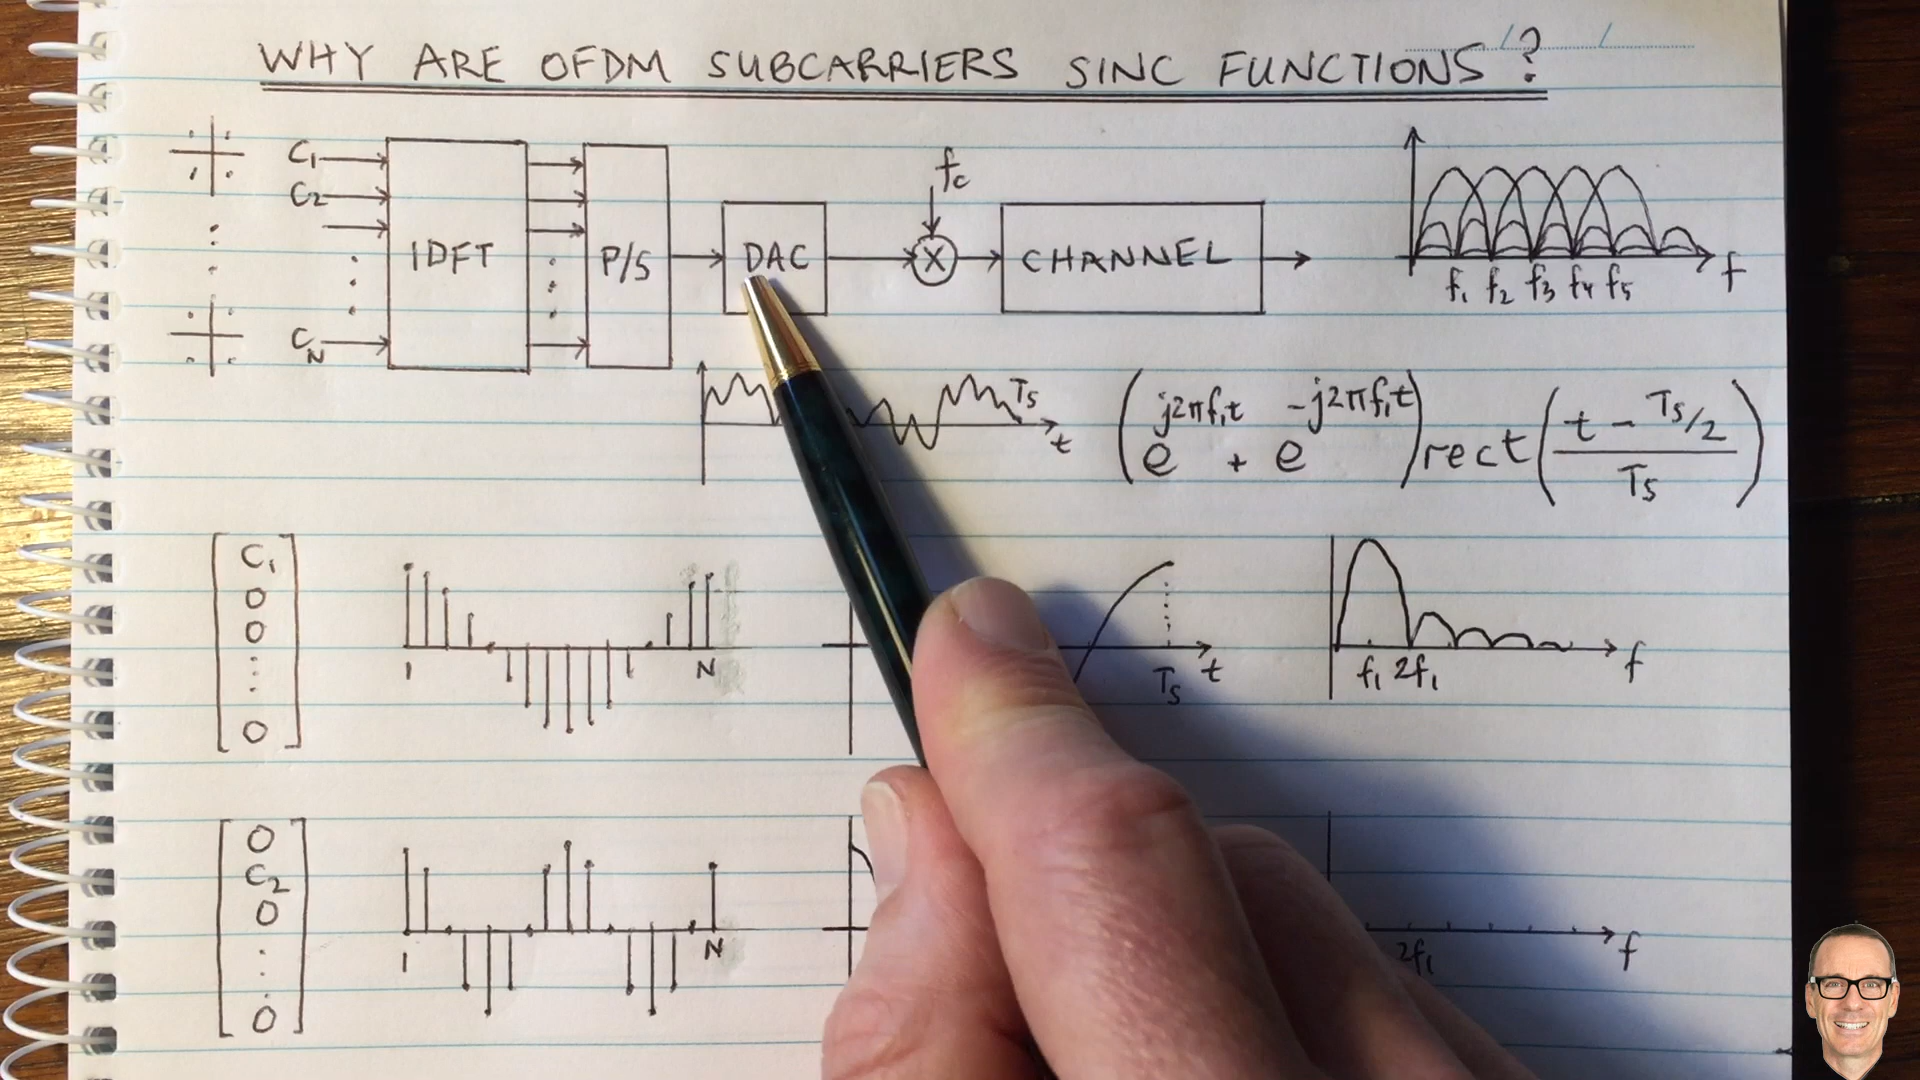 WHY ARE OFDM SUBCARRIERS SINC FUNCTIONS?
C1
C2
CN
IDFT
P/S
DAC
fc
X
CHANNEL
f1 f2 f3 f4 f5
f
Ts
t
(e^j2πf1t + e^-j2πf1t) rect((t - Ts/2)/Ts)
C1
0
0
⋮
0
1 N
Ts t
f1 2f1 f
0
C2
0
⋮
0
1 N
2f1 f